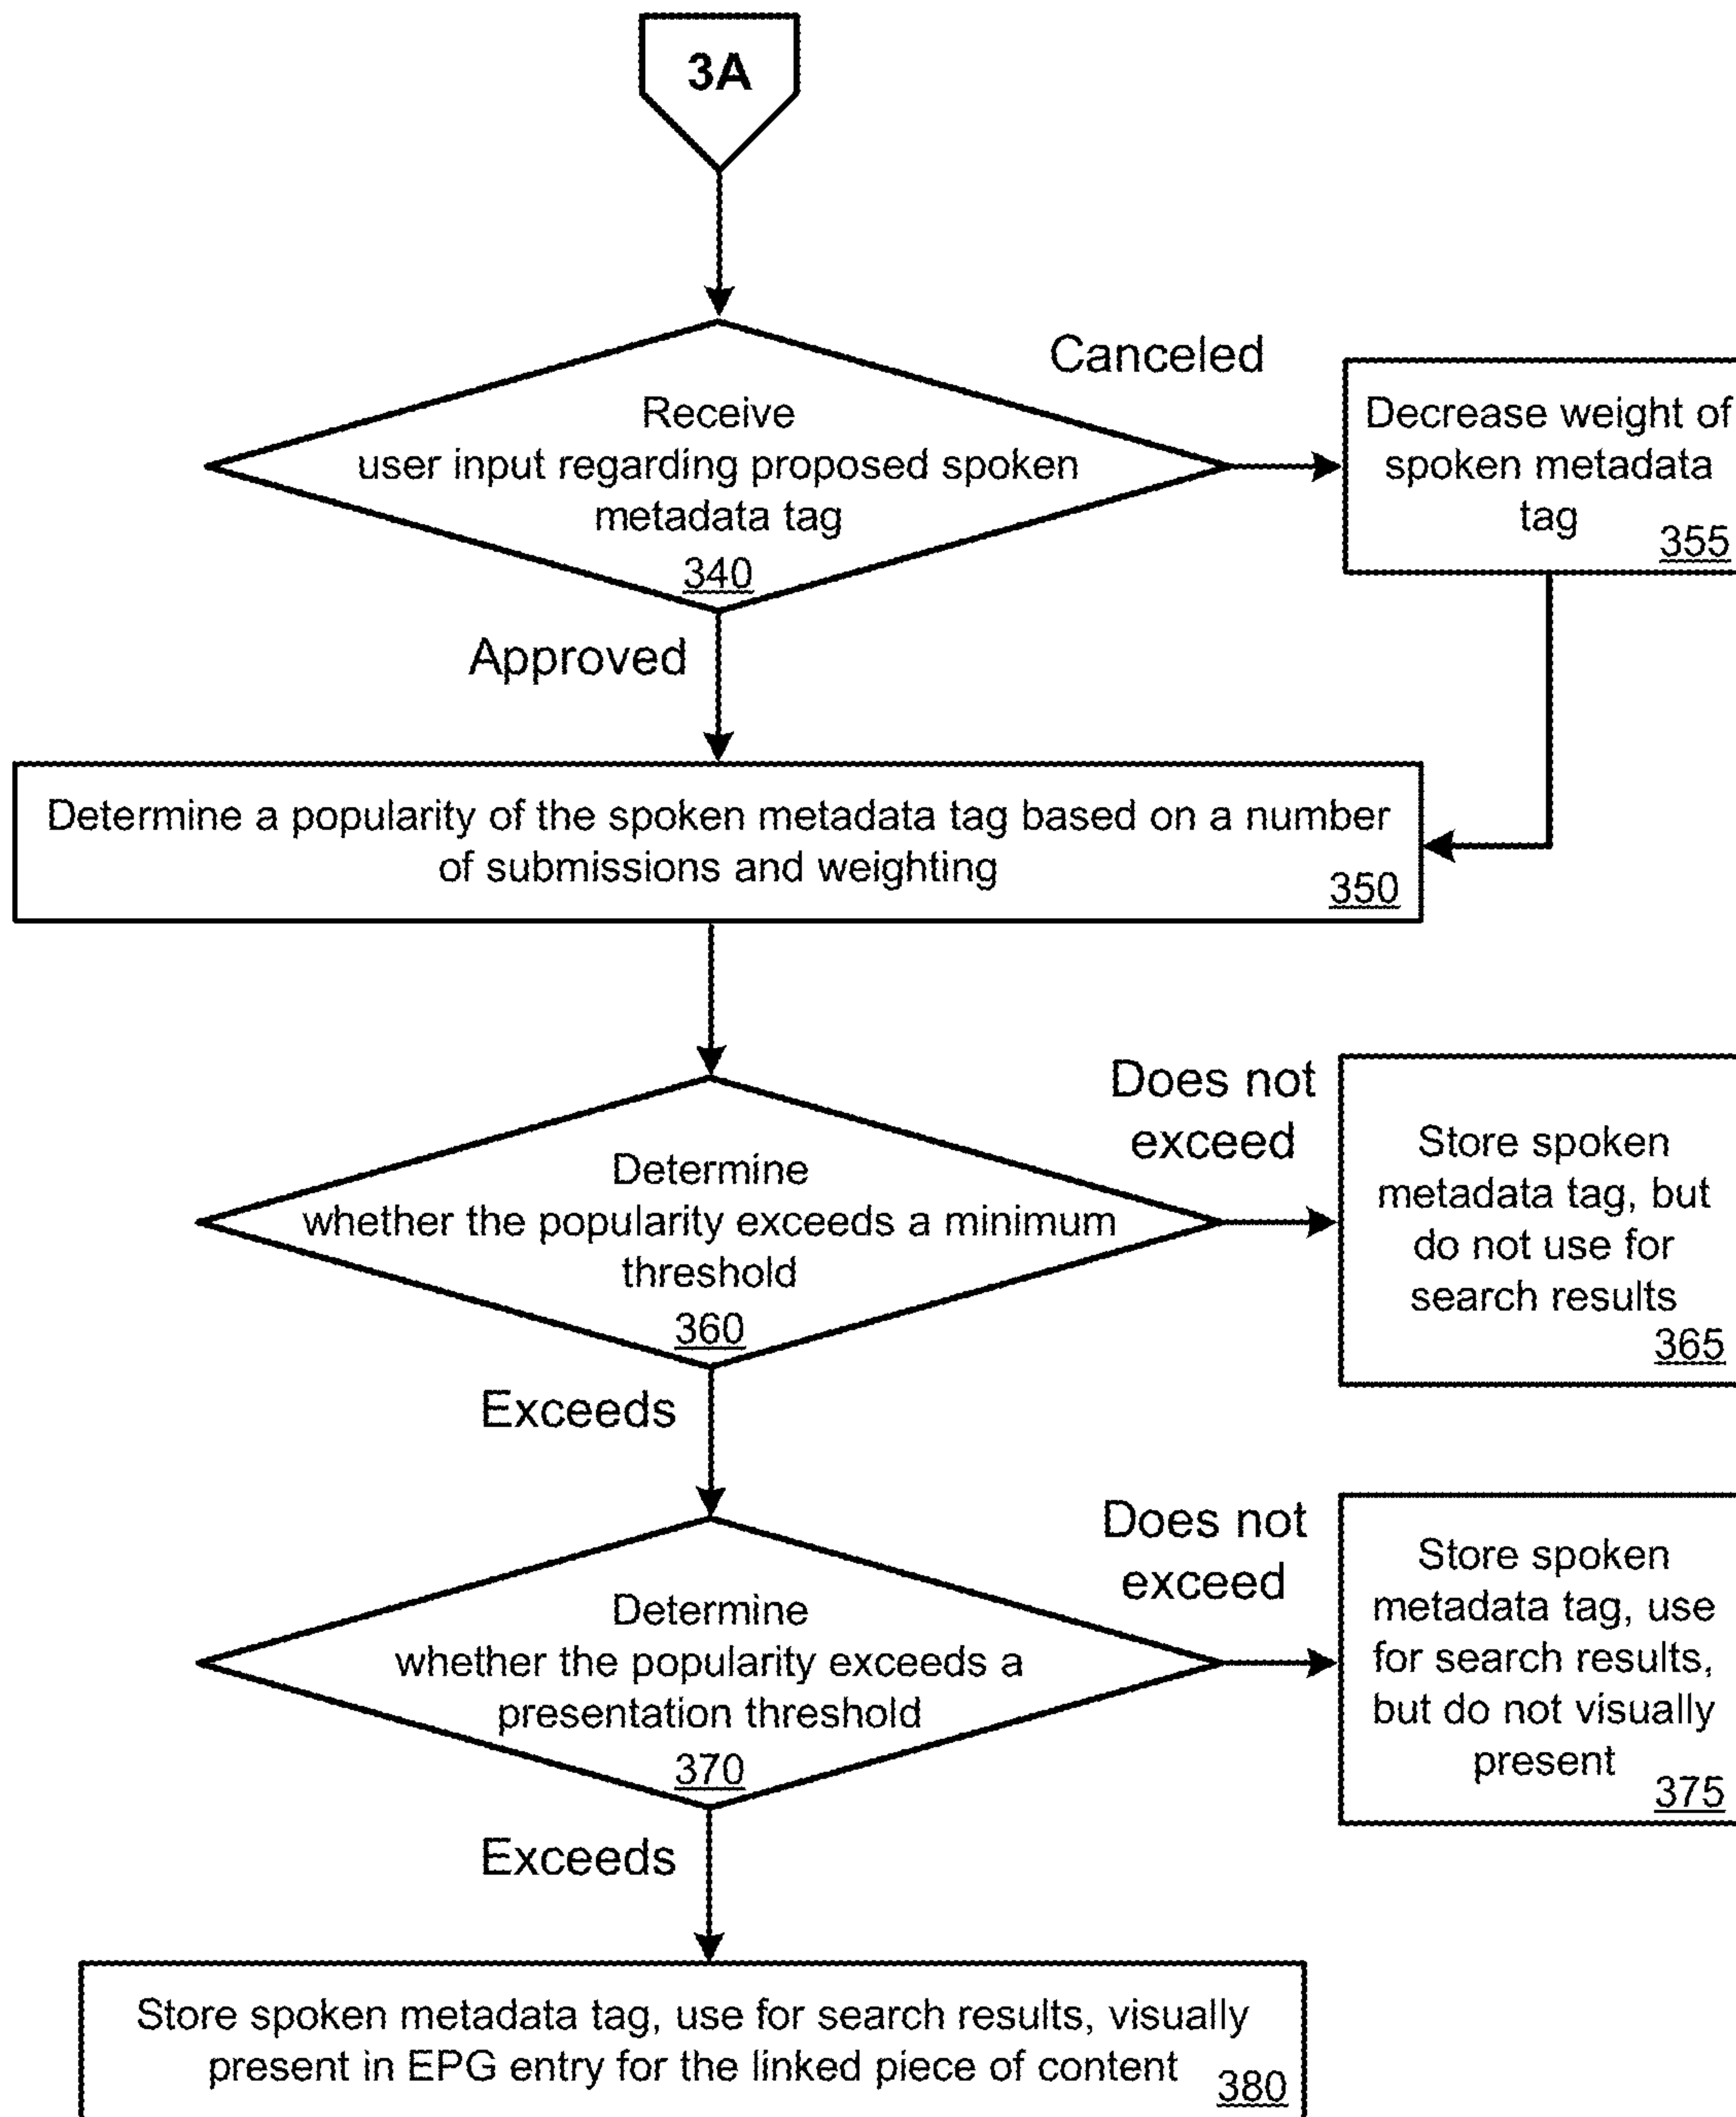 3A
Canceled
Receive
user input regarding proposed spoken
metadata tag
340
Decrease weight of
spoken metadata
tag
355
Approved
Determine a popularity of the spoken metadata tag based on a number
of submissions and weighting
350
Does not
exceed
Determine
whether the popularity exceeds a minimum
threshold
360
Store spoken
metadata tag, but
do not use for
search results
365
Exceeds
Does not
exceed
Determine
whether the popularity exceeds a
presentation threshold
370
Store spoken
metadata tag, use
for search results,
but do not visually
present
375
Exceeds
Store spoken metadata tag, use for search results, visually
present in EPG entry for the linked piece of content
380